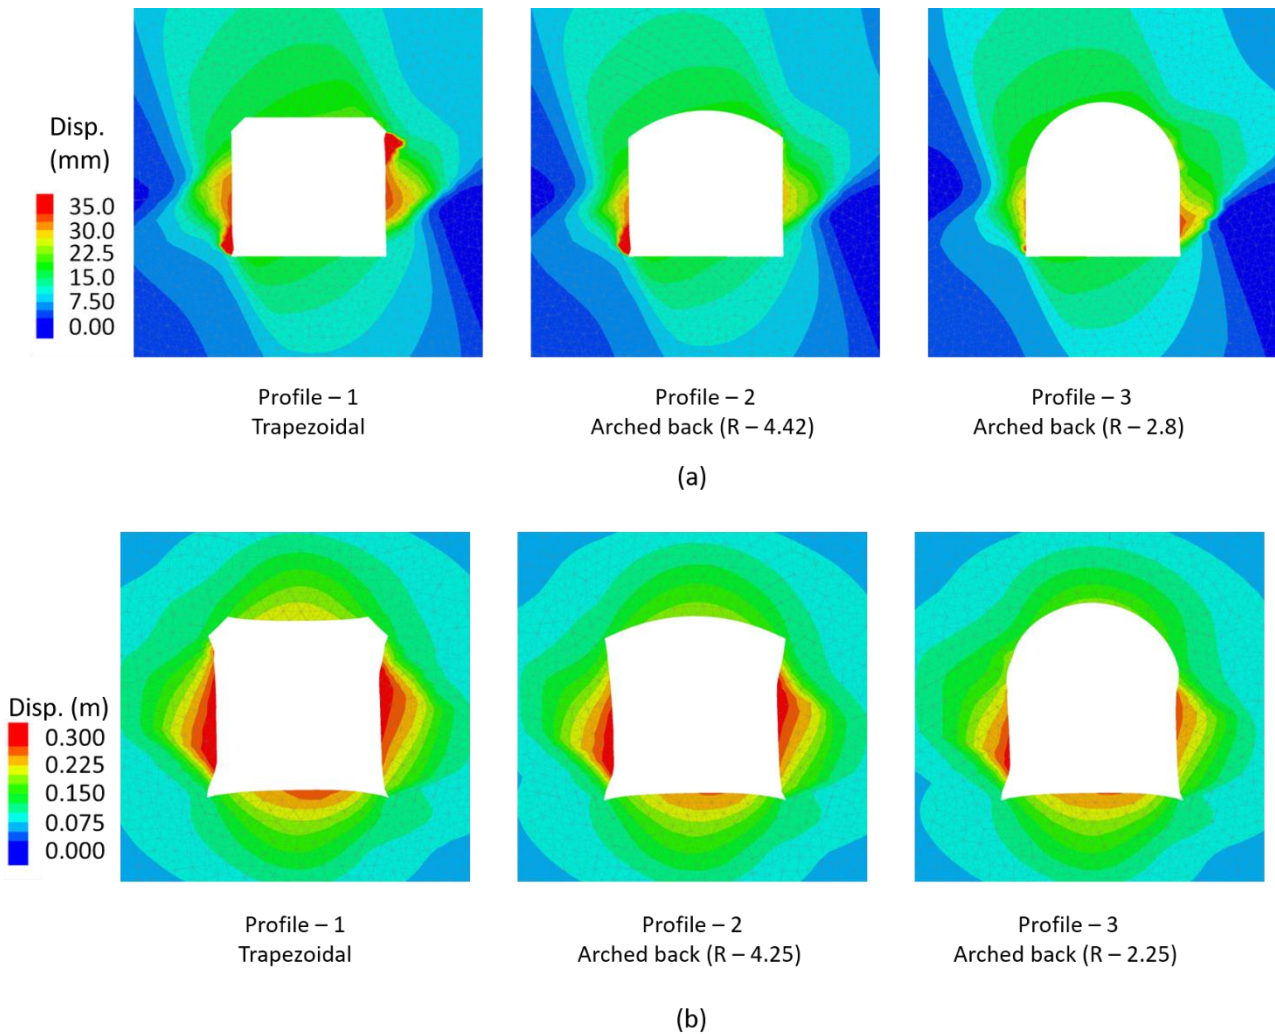 Disp.
(mm)
35.0
30.0
22.5
15.0
7.50
0.00
Profile – 1
Trapezoidal
Profile – 2
Arched back (R – 4.42)
Profile – 3
Arched back (R – 2.8)
(a)
Disp. (m)
0.300
0.225
0.150
0.075
0.000
Profile – 1
Trapezoidal
Profile – 2
Arched back (R – 4.25)
Profile – 3
Arched back (R – 2.25)
(b)